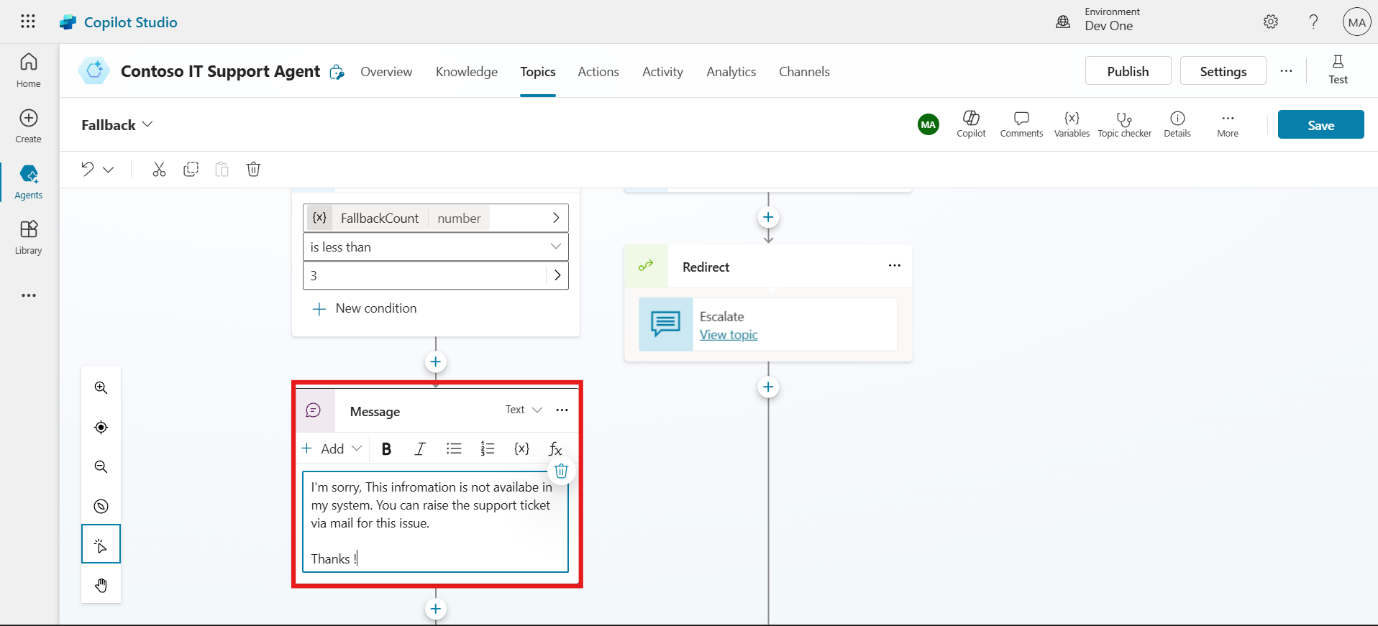 Copilot Studio
Environment
Dev One
MA
Home
Create
Agents
Library
Contoso IT Support Agent
Overview
Knowledge
Topics
Actions
Activity
Analytics
Channels
Publish
Settings
Test
Fallback
MA
Copilot
Comments
{x}
Variables
Topic checker
Details
More
Save
{x} FallbackCount number
is less than
3
New condition
Redirect
Escalate
View topic
Message
Text
Add
B
I
{x}
fx
I'm sorry, This infromation is not availabe in
my system. You can raise the support ticket
via mail for this issue.
Thanks !